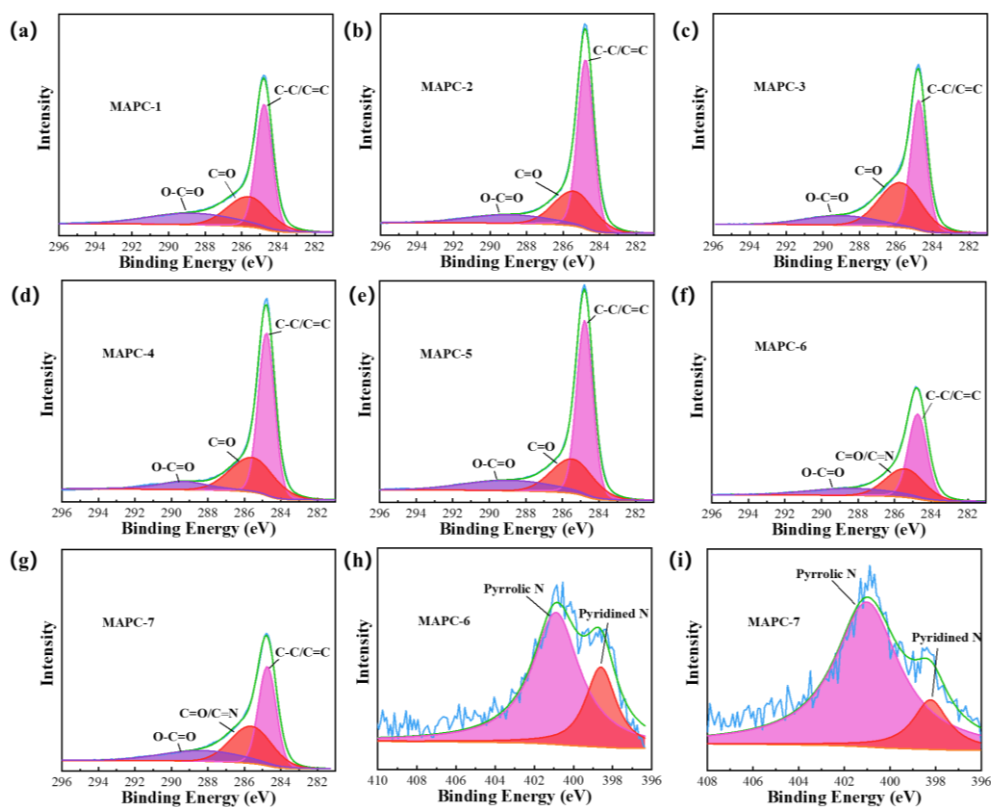 (a)
Intensity
MAPC-1
C-C/C=C
C=O
O-C=O
296 294 292 290 288 286 284 282
Binding Energy (eV)
(b)
Intensity
MAPC-2
C-C/C=C
C=O
O-C=O
296 294 292 290 288 286 284 282
Binding Energy (eV)
(c)
Intensity
MAPC-3
C-C/C=C
C=O
O-C=O
296 294 292 290 288 286 284 282
Binding Energy (eV)
(d)
Intensity
MAPC-4
C-C/C=C
C=O
O-C=O
296 294 292 290 288 286 284 282
Binding Energy (eV)
(e)
Intensity
MAPC-5
C-C/C=C
C=O
O-C=O
296 294 292 290 288 286 284 282
Binding Energy (eV)
(f)
Intensity
MAPC-6
C-C/C=C
C=O/C=N
O-C=O
296 294 292 290 288 286 284 282
Binding Energy (eV)
(g)
Intensity
MAPC-7
C-C/C=C
C=O/C=N
O-C=O
296 294 292 290 288 286 284 282
Binding Energy (eV)
(h)
Intensity
Pyrrolic N
MAPC-6
Pyridined N
410 408 406 404 402 400 398 396
Binding Energy (eV)
(i)
Intensity
Pyrrolic N
MAPC-7
Pyridined N
408 406 404 402 400 398 396
Binding Energy (eV)